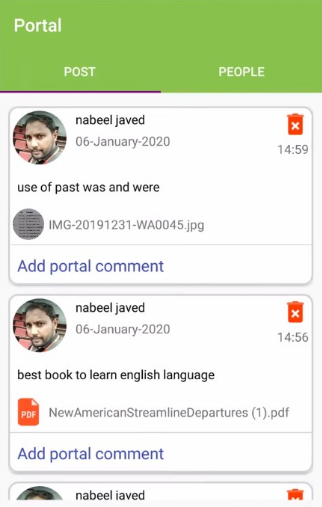 Portal
POST
PEOPLE
nabeel javed
06-January-2020
14:59
use of past was and were
IMG-20191231-WA0045.jpg
Add portal comment
nabeel javed
06-January-2020
14:56
best book to learn english language
PDF
NewAmericanStreamlineDepartures (1).pdf
Add portal comment
nabeel javed